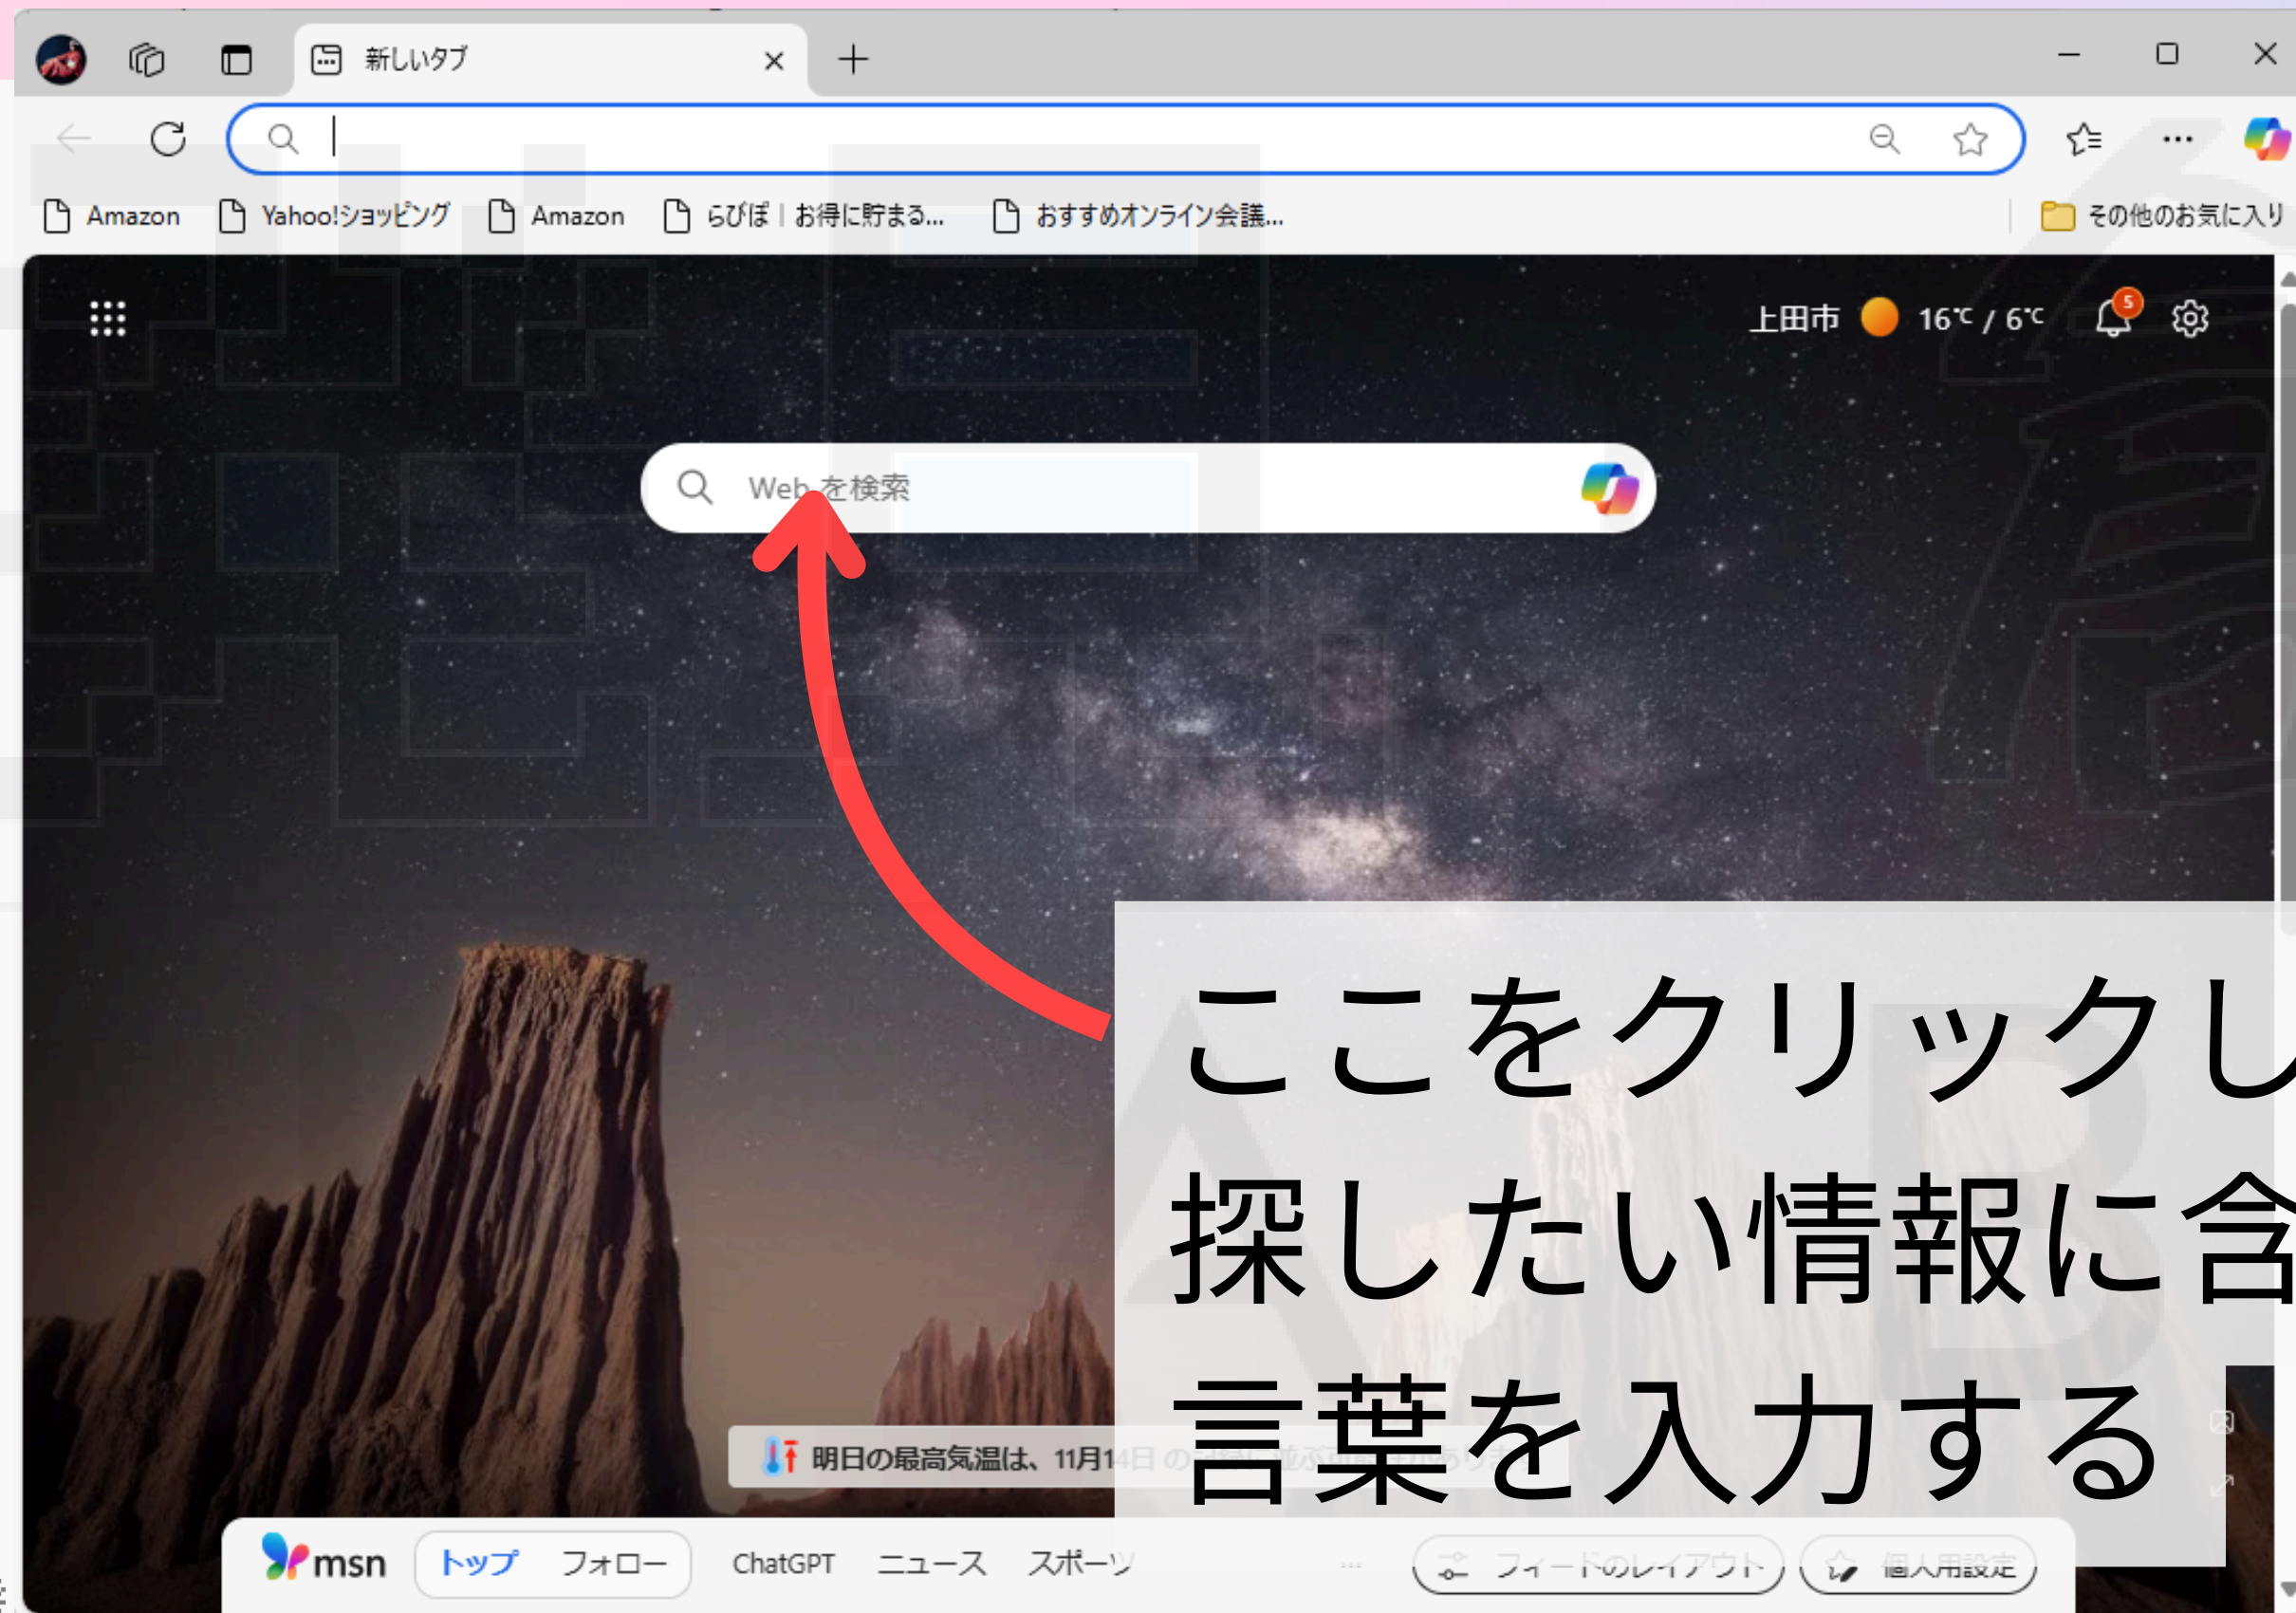 新しいタブ
Amazon Yahoo!ショッピング Amazon らびぽ | お得に貯まる... おすすめオンライン会議... その他のお気に入り
上田市 16℃ / 6℃ 5
Web を検索
ここをクリックし
探したい情報に含
言葉を入力する
明日の最高気温は、11月14日 の
msn トップ フォロー ChatGPT ニュース スポーツ ... フィードのレイアウト 個人用設定